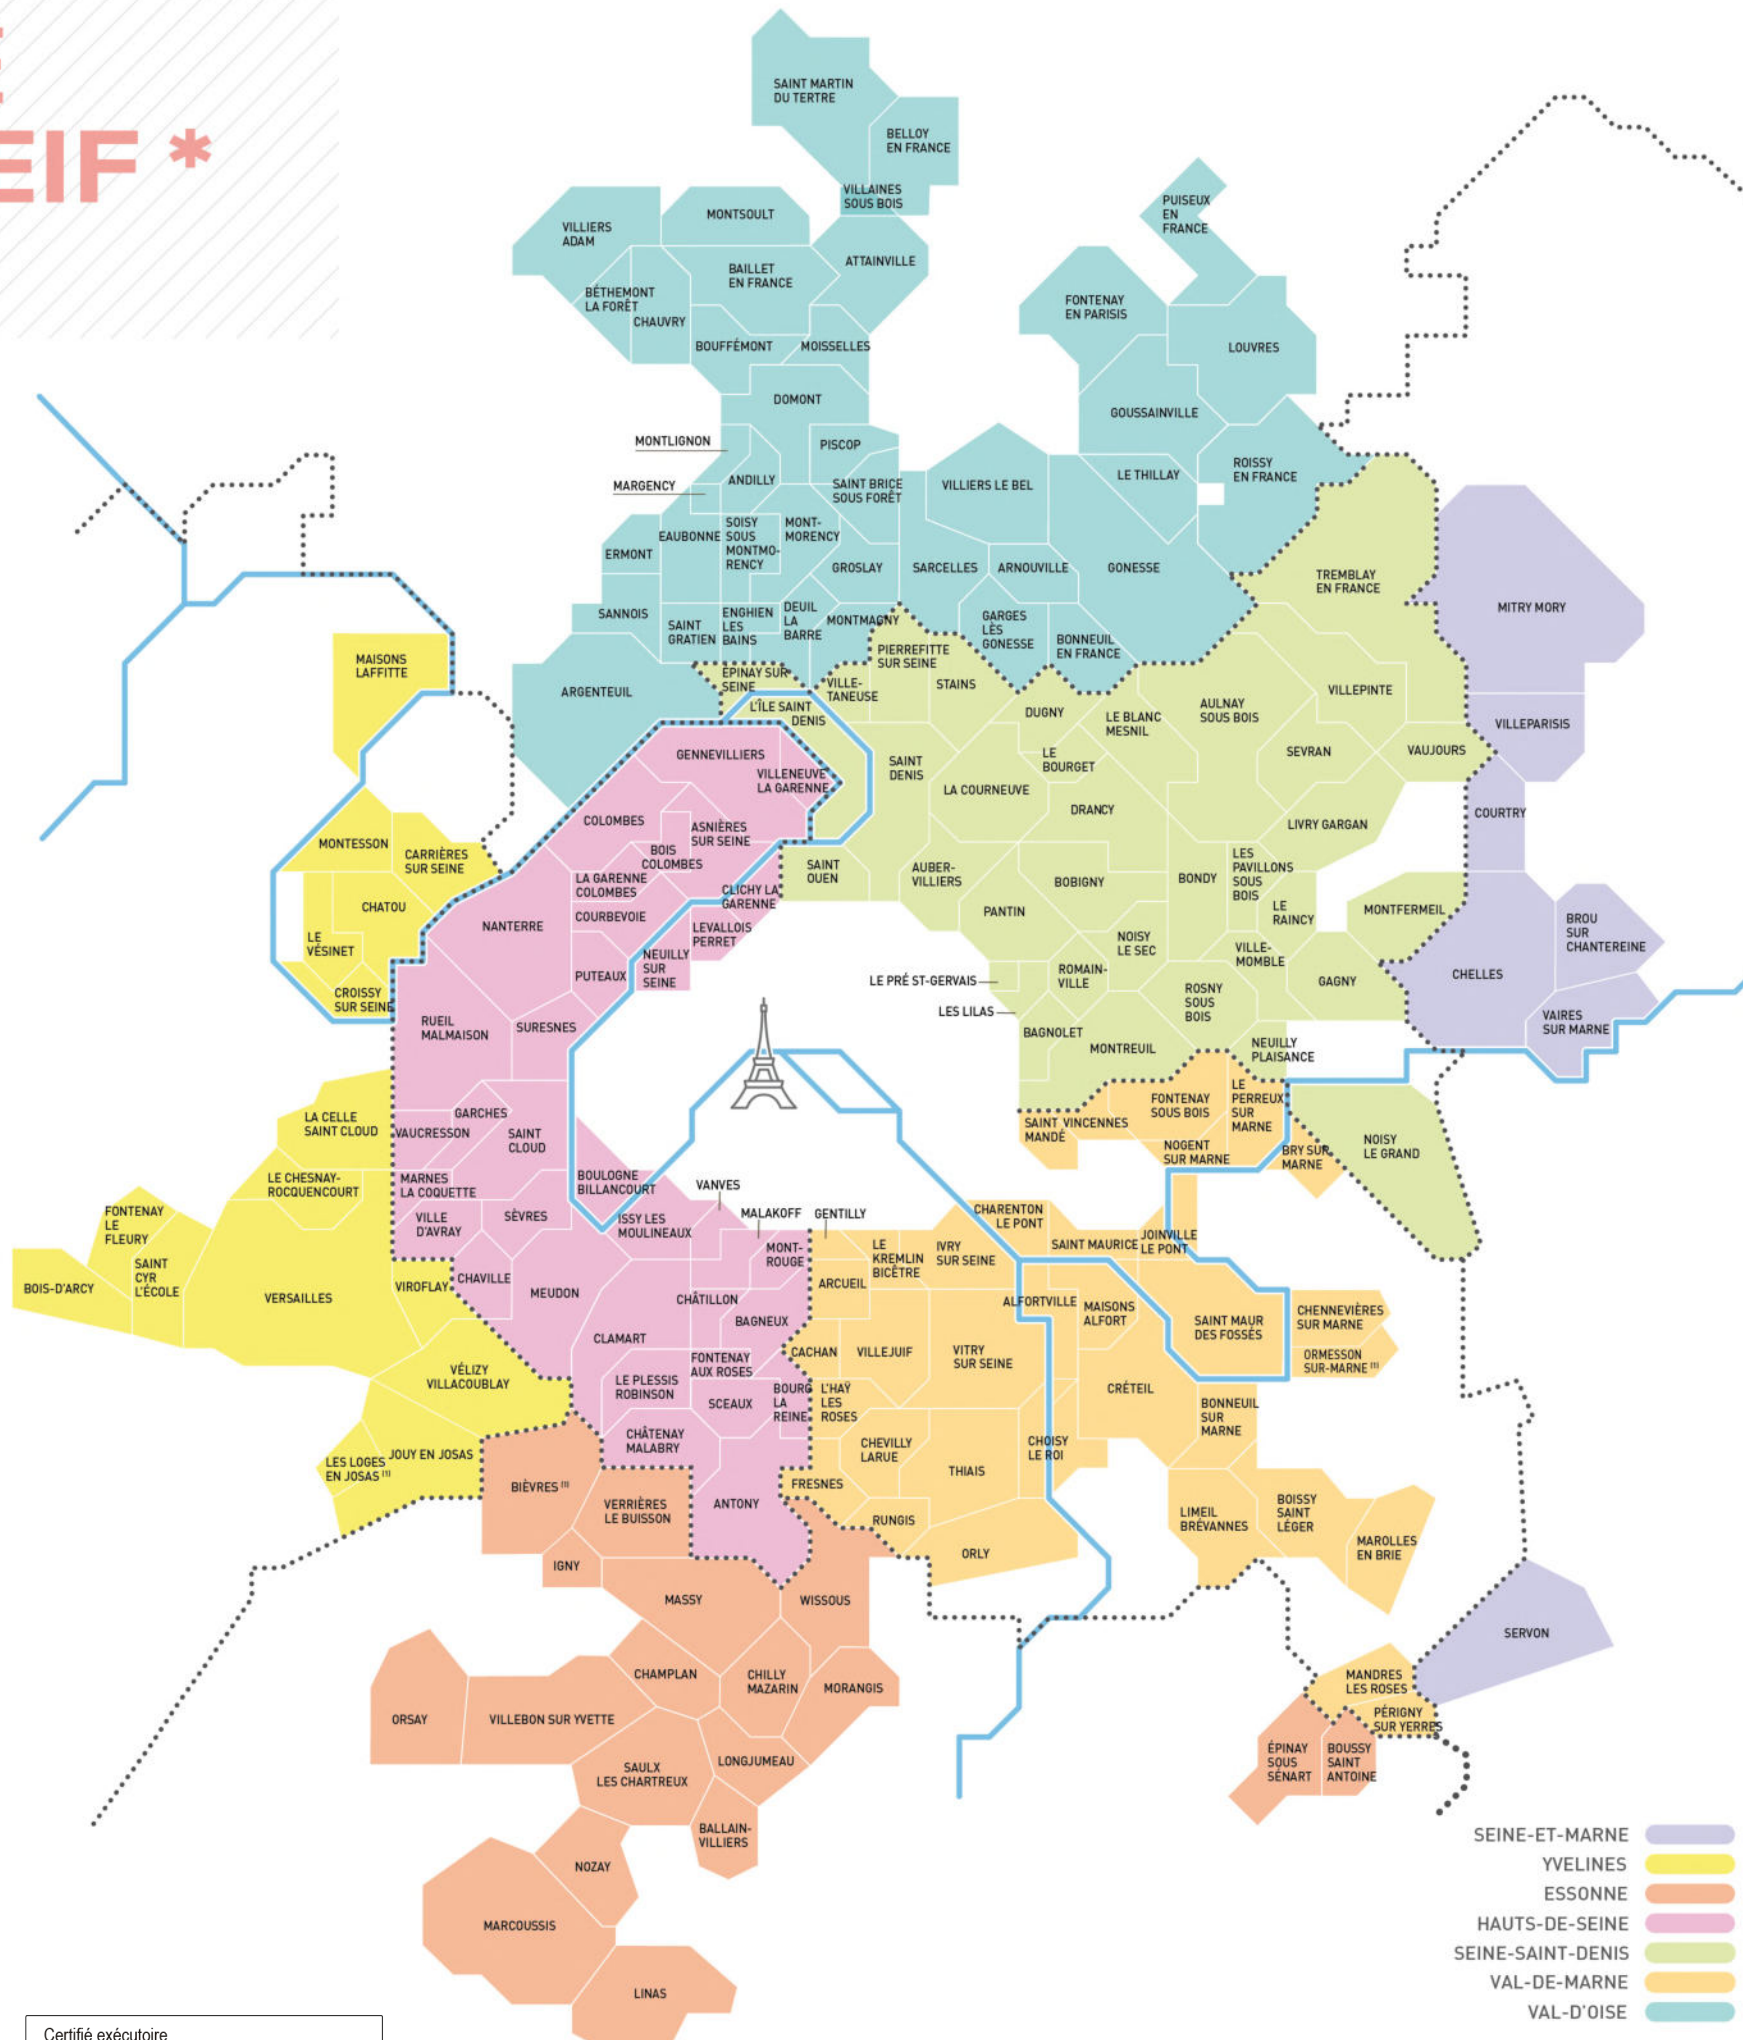 EIF *
SAINT MARTIN
DU TERTRE
BELLOY
EN FRANCE
VILLAINES
SOUS BOIS
MONTSOULT
VILLIERS
ADAM
ATTAINVILLE
BAILLET
EN FRANCE
BÉTHEMONT
LA FORÊT
CHAUVRY
BOUFFÉMONT
MOISSELLES
PUISEUX
EN
FRANCE
FONTENAY
EN PARISIS
LOUVRES
DOMONT
GOUSSAINVILLE
MONTLIGNON
PISCOP
ROISSY
EN FRANCE
LE THILLAY
MARGENCY
ANDILLY
SAINT BRICE
SOUS FORÊT
VILLIERS LE BEL
EAUBONNE
SOISY
SOUS
MONTMO-
RENCY
MONT-
MORENCY
ERMONT
GROSLAY
SARCELLES
ARNOUVILLE
GONESSE
TREMBLAY
EN FRANCE
MITRY MORY
SANNOIS
SAINT
GRATIEN
ENGHIEN
LES
BAINS
DEUIL
LA
BARRE
MONTMAGNY
GARGES
LÈS
GONESSE
BONNEUIL
EN FRANCE
MAISONS
LAFFITTE
ARGENTEUIL
ÉPINAY SUR
SEINE
VILLE-
TANEUSE
PIERREFITTE
SUR SEINE
STAINS
L'ÎLE SAINT
DENIS
DUGNY
LE BLANC
MESNIL
AULNAY
SOUS BOIS
VILLEPINTE
VILLEPARISIS
GENNEVILLIERS
VILLENEUVE
LA GARENNE
SAINT
DENIS
LE
BOURGET
SEVRAN
VAUJOURS
LA COURNEUVE
DRANCY
COURTRY
COLOMBES
ASNIÈRES
SUR SEINE
LIVRY GARGAN
MONTESSON
CARRIÈRES
SUR SEINE
BOIS
COLOMBES
LA GARENNE
COLOMBES
CLICHY LA
GARENNE
SAINT
OUEN
AUBER-
VILLIERS
BOBIGNY
BONDY
LES
PAVILLONS
SOUS
BOIS
LE
RAINCY
MONTFERMEIL
CHATOU
NANTERRE
COURBEVOIE
LEVALLOIS
PERRET
PANTIN
BROU
SUR
CHANTEREINE
LE
VÉSINET
NEUILLY
SUR
SEINE
PUTEAUX
NOISY
LE SEC
VILLE-
MOMBLE
CHELLES
CROISSY
SUR SEINE
LE PRÉ ST-GERVAIS
ROMAIN-
VILLE
ROSNY
SOUS
BOIS
GAGNY
LES LILAS
RUEIL
MALMAISON
SURESNES
BAGNOLET
MONTREUIL
NEUILLY
PLAISANCE
VAIRES
SUR MARNE
LA CELLE
SAINT CLOUD
GARCHES
VAUCRESSON
SAINT
CLOUD
SAINT
MANDÉ
VINCENNES
FONTENAY
SOUS BOIS
LE
PERREUX
SUR
MARNE
NOGENT
SUR MARNE
BRY SUR
MARNE
NOISY
LE GRAND
LE CHESNAY-
ROCQUENCOURT
MARNES
LA COQUETTE
BOULOGNE
BILLANCOURT
VANVES
FONTENAY
LE
FLEURY
VILLE
D'AVRAY
SÈVRES
ISSY LES
MOULINEAUX
MALAKOFF
GENTILLY
CHARENTON
LE PONT
SAINT MAURICE
JOINVILLE
LE PONT
SAINT
CYR
L'ÉCOLE
MONT-
ROUGE
LE
KREMLIN
BICÊTRE
IVRY
SUR SEINE
BOIS-D'ARCY
VERSAILLES
VIROFLAY
CHAVILLE
MEUDON
ARCUEIL
CHÂTILLON
ALFORTVILLE
MAISONS
ALFORT
SAINT MAUR
DES FOSSÉS
CHENNEVIÈRES
SUR MARNE
BAGNEUX
CLAMART
CACHAN
VILLEJUIF
VITRY
SUR SEINE
ORMESSON
SUR-MARNE (1)
VÉLIZY
VILLACOUBLAY
FONTENAY
AUX ROSES
LE PLESSIS
ROBINSON
SCEAUX
BOURG
LA
REINE
L'HAŸ
LES
ROSES
CRÉTEIL
BONNEUIL
SUR
MARNE
CHÂTENAY
MALABRY
CHEVILLY
LARUE
CHOISY
LE ROI
JOUY EN JOSAS
LES LOGES
EN JOSAS (1)
THIAIS
FRESNES
BIÈVRES (1)
VERRIÈRES
LE BUISSON
ANTONY
RUNGIS
LIMEIL
BRÉVANNES
BOISSY
SAINT
LÉGER
MAROLLES
EN BRIE
ORLY
IGNY
MASSY
WISSOUS
SERVON
CHAMPLAN
CHILLY
MAZARIN
MORANGIS
MANDRES
LES ROSES
ORSAY
VILLEBON SUR YVETTE
PÉRIGNY
SUR YERRES
SAULX
LES CHARTREUX
LONGJUMEAU
ÉPINAY
SOUS
SÉNART
BOUSSY
SAINT
ANTOINE
BALLAIN-
VILLIERS
NOZAY
MARCOUSSIS
LINAS
SEINE-ET-MARNE
YVELINES
ESSONNE
HAUTS-DE-SEINE
SEINE-SAINT-DENIS
VAL-DE-MARNE
VAL-D'OISE
Certifié exécutoire